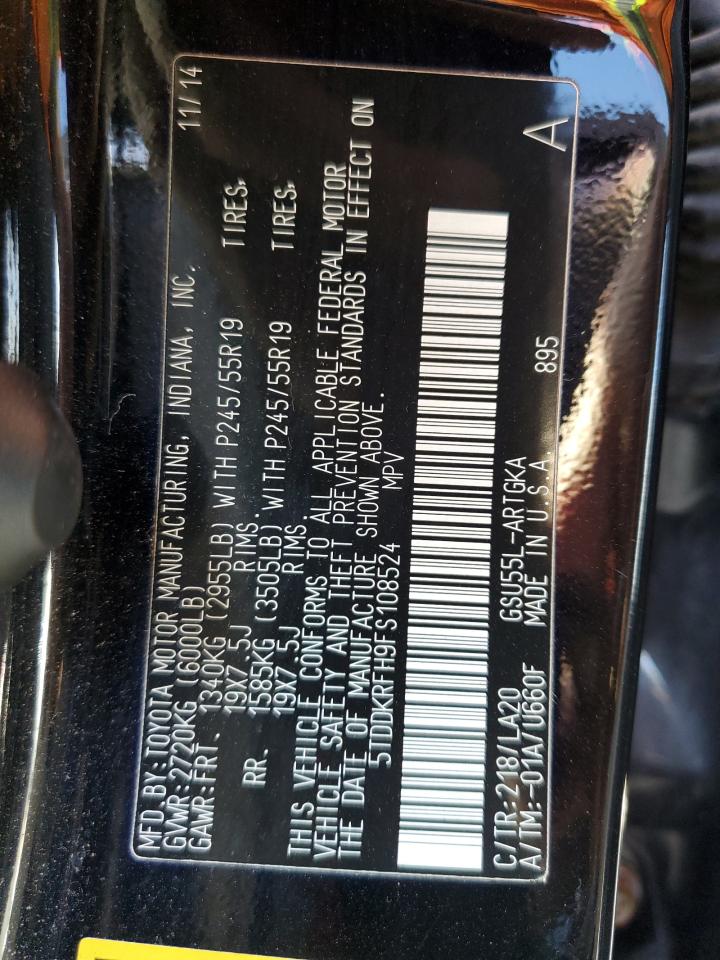 MFD.BY:TOYOTA MOTOR MANUFACTURING, INDIANA, INC. 11/14
GVWR:2720KG (6000LB)
GAWR:FRT. 1340KG (2955LB) WITH P245/55R19 TIRES,
19X7.5J RIMS.
RR. 1585KG (3505LB) WITH P245/55R19 TIRES,
19X7.5J RIMS.
THIS VEHICLE CONFORMS TO ALL APPLICABLE FEDERAL MOTOR
VEHICLE SAFETY AND THEFT PREVENTION STANDARDS IN EFFECT ON
THE DATE OF MANUFACTURE SHOWN ABOVE.
5TDDKRFH9FS108524 MPV
C/TR:218/LA20 GSU55L-ARTGKA
A/TM:-01A/U660F MADE IN U.S.A. 895 A